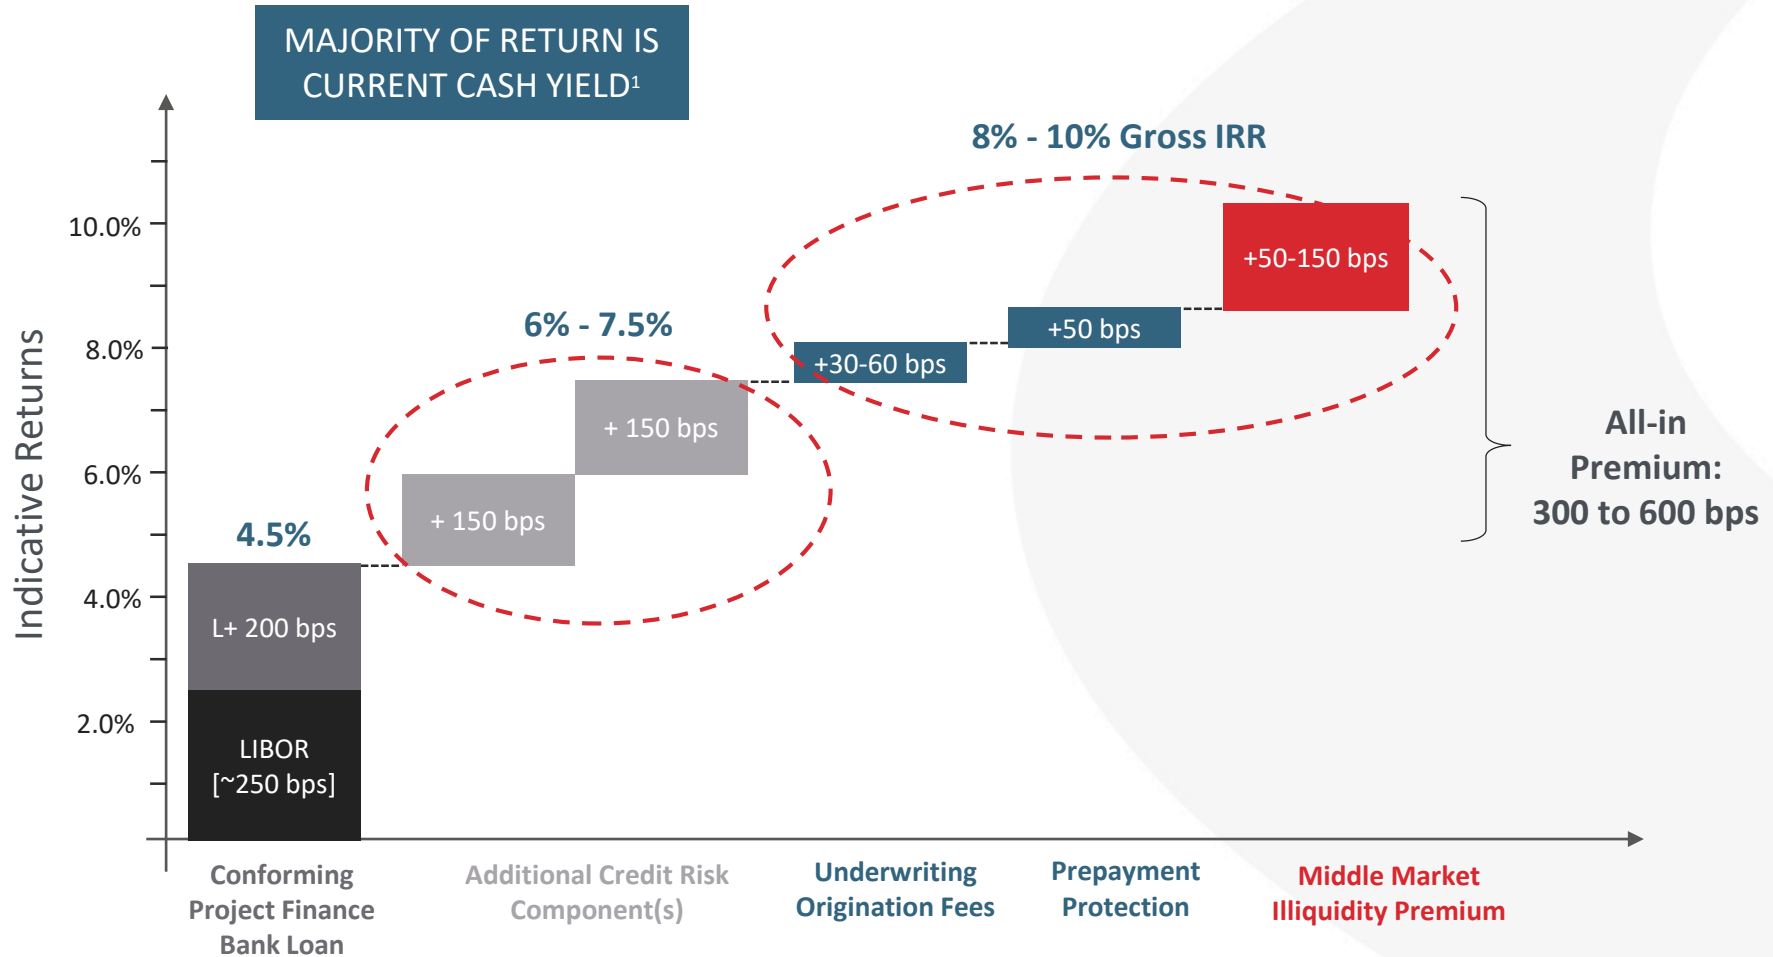 MAJORITY OF RETURN IS
CURRENT CASH YIELD¹
8% - 10% Gross IRR
10.0%
+50-150 bps
6% - 7.5%
+50 bps
8.0%
+30-60 bps
Indicative Returns
+ 150 bps
All-in
Premium:
300 to 600 bps
6.0%
+ 150 bps
4.5%
4.0%
L+ 200 bps
2.0%
LIBOR
[~250 bps]
Conforming
Project Finance
Bank Loan
Additional Credit Risk
Component(s)
Underwriting
Origination Fees
Prepayment
Protection
Middle Market
Illiquidity Premium